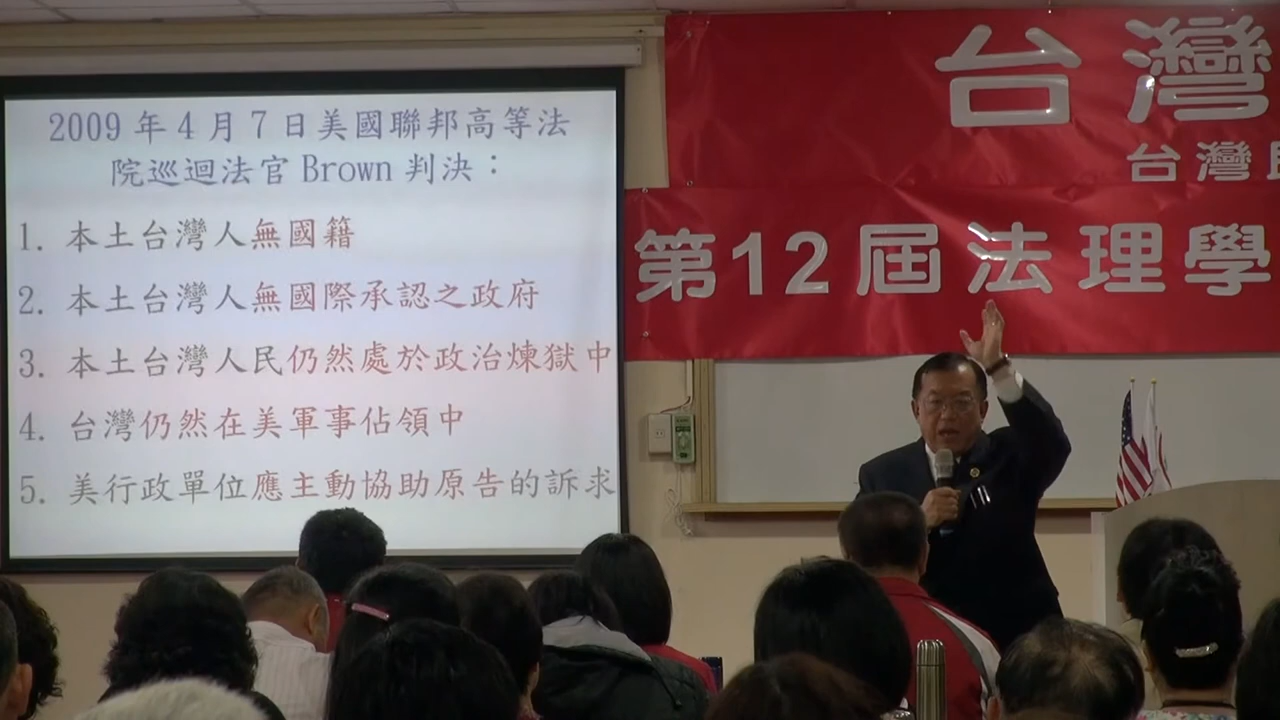 2009 年 4 月 7 日美國聯邦高等法
院巡迴法官 Brown 判決：
1. 本土台灣人無國籍
2. 本土台灣人無國際承認之政府
3. 本土台灣人民仍然處於政治煉獄中
4. 台灣仍然在美軍事佔領中
5. 美行政單位應主動協助原告的訴求
台灣
台灣
第12屆法理學